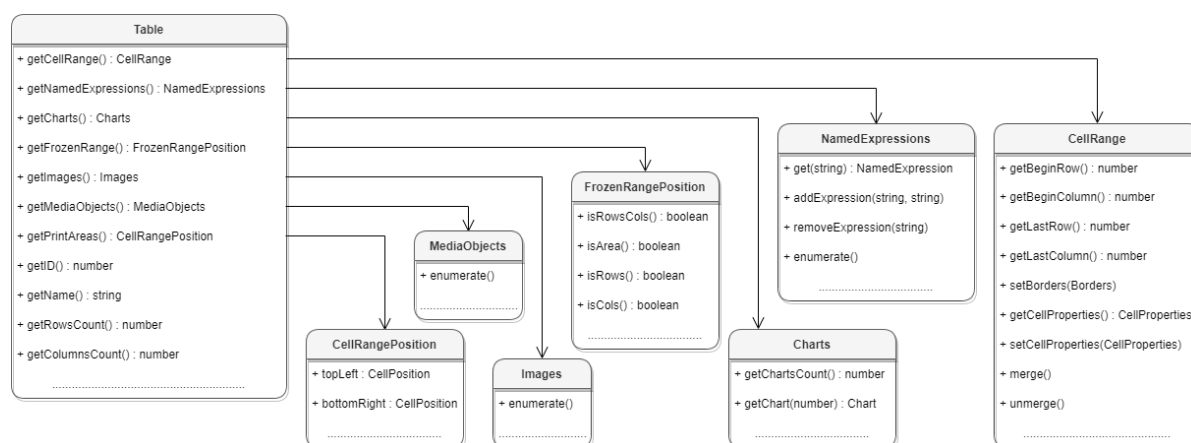 Table
+ getCellRange() : CellRange
+ getNamedExpressions() : NamedExpressions
+ getCharts() : Charts
+ getFrozenRange() : FrozenRangePosition
+ getImages() : Images
+ getMediaObjects() : MediaObjects
+ getPrintAreas() : CellRangePosition
+ getID() : number
+ getName() : string
+ getRowsCount() : number
+ getColumnsCount() : number
CellRangePosition
+ topLeft : CellPosition
+ bottomRight : CellPosition
MediaObjects
+ enumerate()
Images
+ enumerate()
FrozenRangePosition
+ isRowsCols() : boolean
+ isArea() : boolean
+ isRows() : boolean
+ isCols() : boolean
Charts
+ getChartsCount() : number
+ getChart(number) : Chart
NamedExpressions
+ get(string) : NamedExpression
+ addExpression(string, string)
+ removeExpression(string)
+ enumerate()
CellRange
+ getBeginRow() : number
+ getBeginColumn() : number
+ getLastRow() : number
+ getLastColumn() : number
+ setBorders(Borders)
+ getCellProperties() : CellProperties
+ setCellProperties(CellProperties)
+ merge()
+ unmerge()